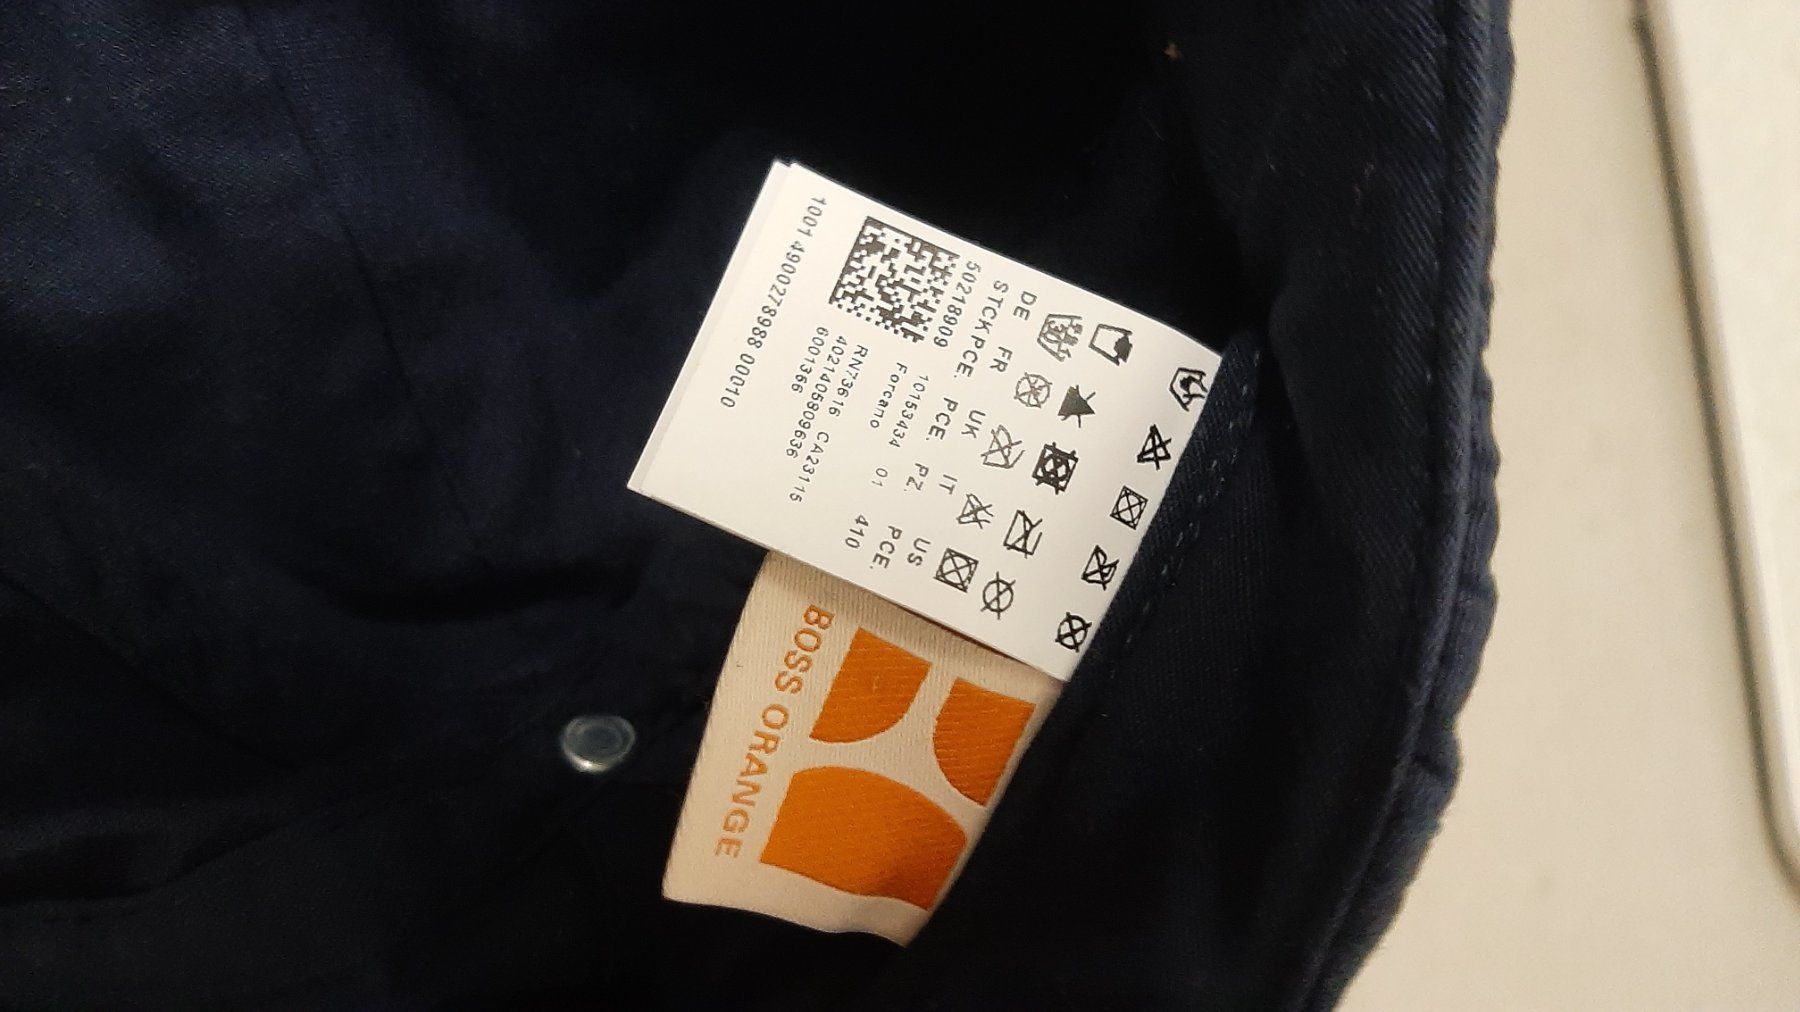 DE FR UK IT US
STCK PCE. PCE. PZ. PCE.
50218909 10153434 01 410
Forcano
RN73616 CA23115
4021405809636
6001366
1001 4900278988 00010
BOSS ORANGE